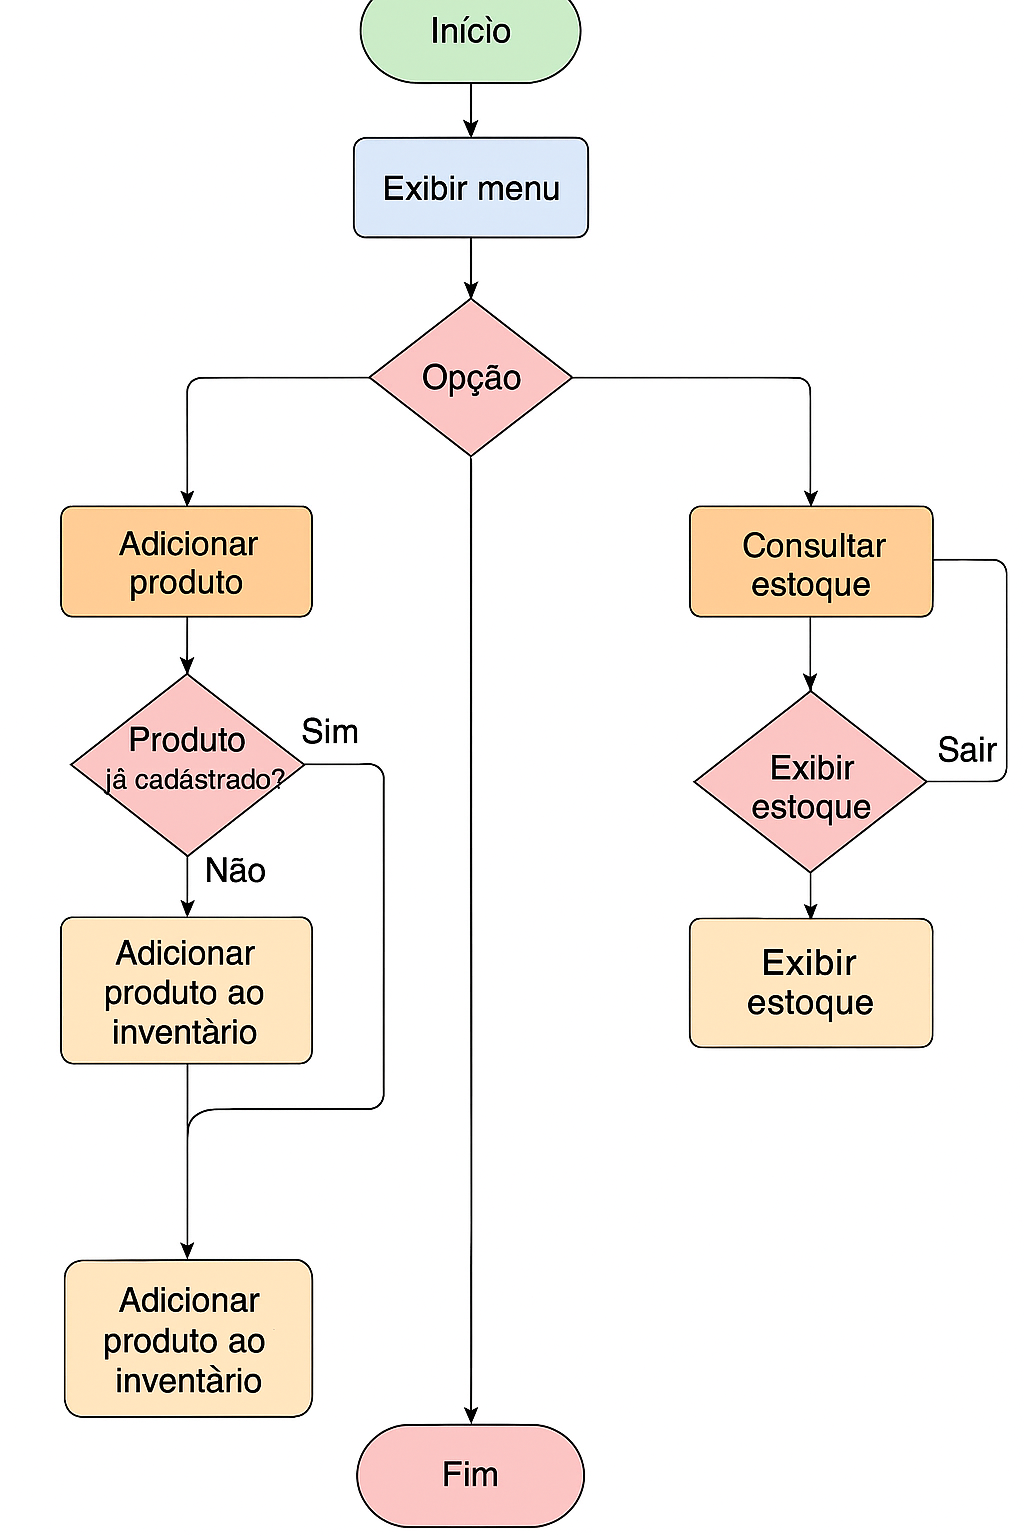 Inícìo
Exibir menu
Opção
Adicionar
produto
Consultar
estoque
Produto
jâ cadástrado?
Sim
Não
Exibir
estoque
Sair
Adicionar
produto ao
inventàrio
Exibir
estoque
Adicionar
produto ao
inventàrio
Fim